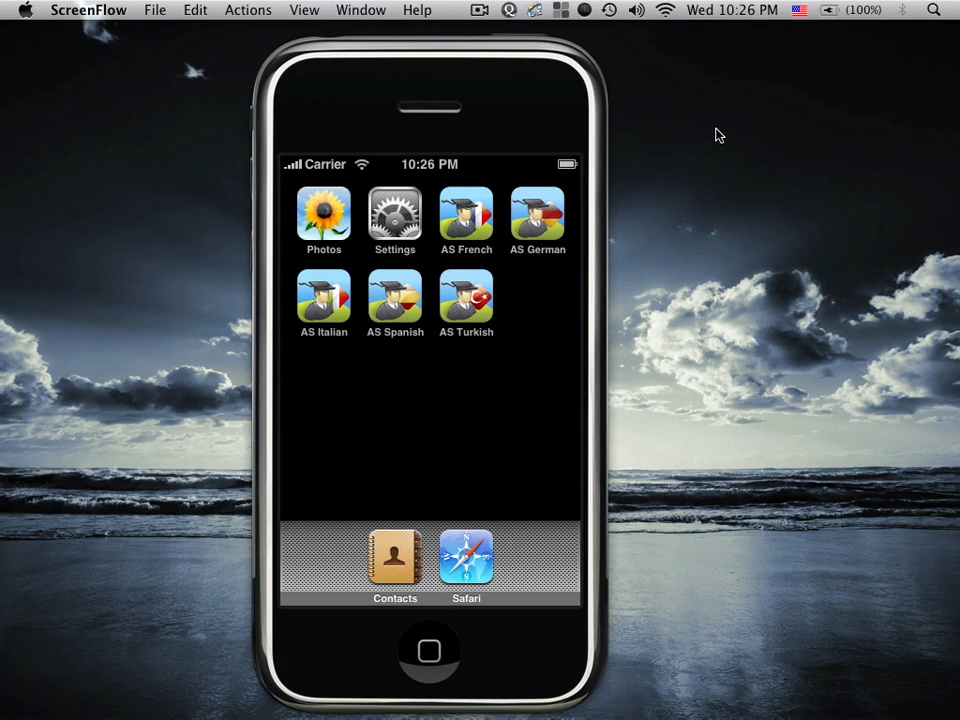 ScreenFlow File Edit Actions View Window Help Wed 10:26 PM (100%)
Carrier 10:26 PM
Photos Settings AS French AS German
AS Italian AS Spanish AS Turkish
Contacts Safari